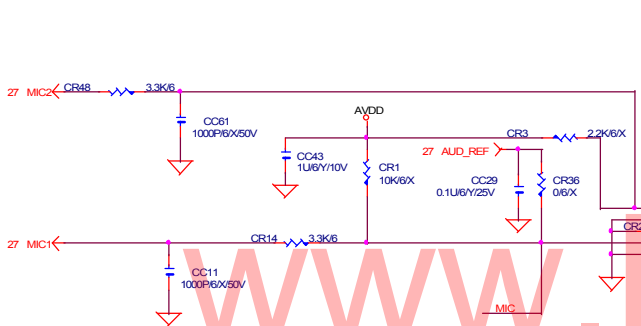 27 MIC2 CR48 3.3K/6
CC61
1000P/6/X/50V
AVDD
CC43
1U/6/Y/10V
CR1
10K/6/X
27 AUD_REF
CR3 2.2K/6/X
CC29
0.1U/6/Y/25V
CR36
0/6/X
CR2
27 MIC1 CR14 3.3K/6
CC11
1000P/6/X/50V
MIC
www.